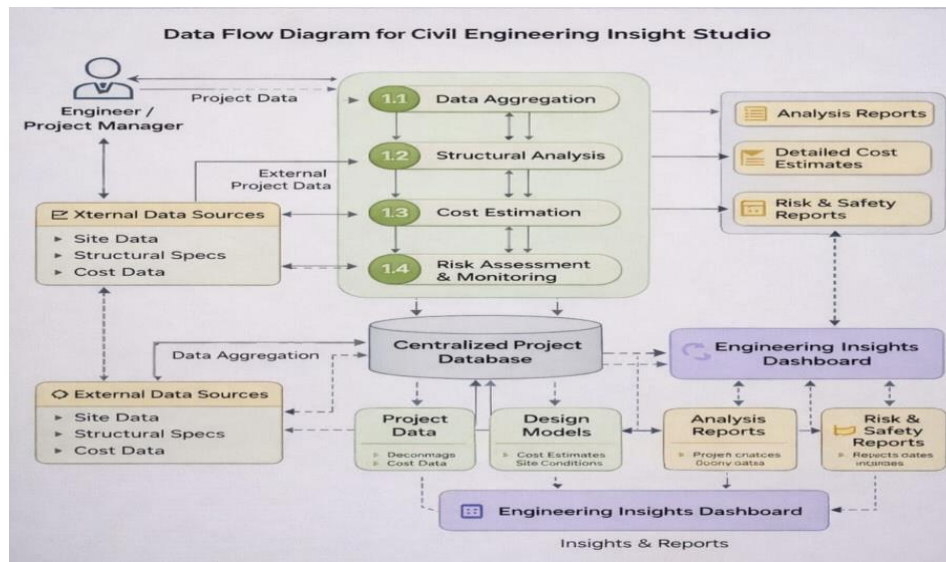 Data Flow Diagram for Civil Engineering Insight Studio
Engineer /
Project Manager
Project Data
1.1 Data Aggregation
1.2 Structural Analysis
1.3 Cost Estimation
1.4 Risk Assessment
& Monitoring
External
Project Data
Analysis Reports
Detailed Cost
Estimates
Risk & Safety
Reports
Xternal Data Sources
Site Data
Structural Specs
Cost Data
Data Aggregation
Centralized Project
Database
Engineering Insights
Dashboard
External Data Sources
Site Data
Structural Specs
Cost Data
Project
Data
Deconmags
Cost Data
Design
Models
Cost Estimates
Site Conditions
Analysis
Reports
Risk &
Safety
Reports
Engineering Insights Dashboard
Insights & Reports